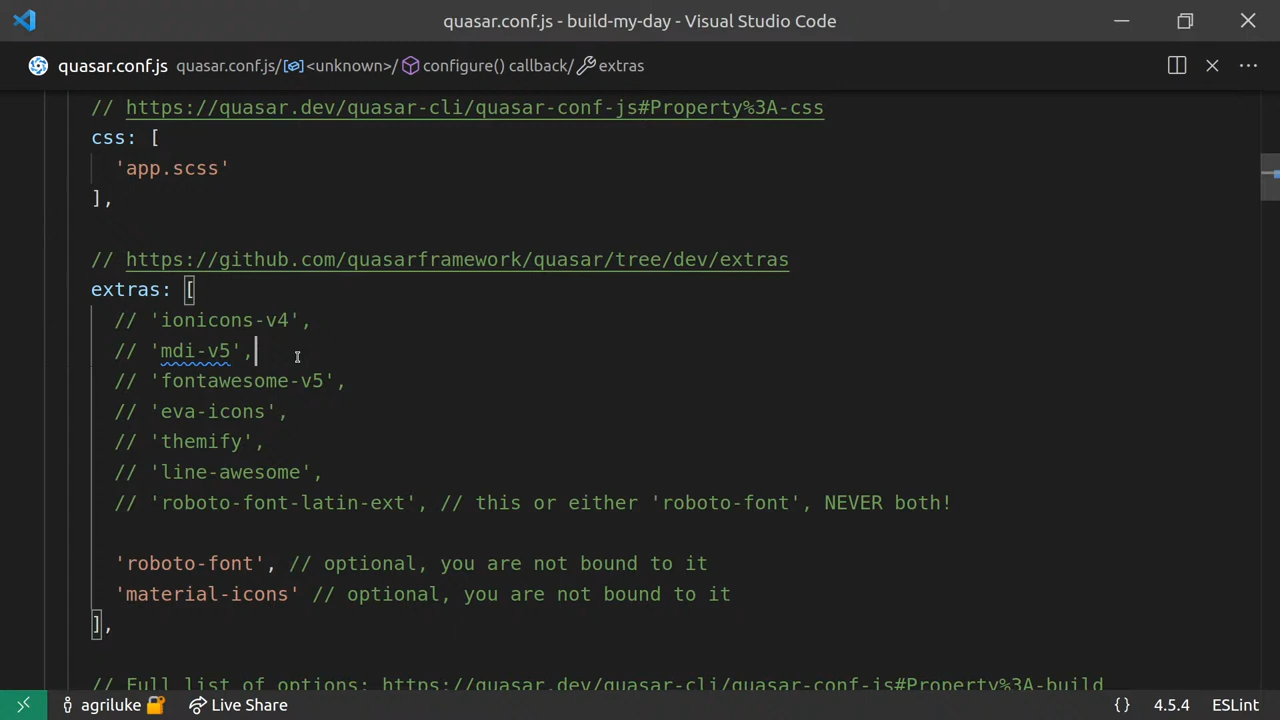 quasar.conf.js - build-my-day - Visual Studio Code
quasar.conf.js quasar.conf.js/<unknown>/configure() callback/extras
// https://quasar.dev/quasar-cli/quasar-conf-js#Property%3A-css
css: [
'app.scss'
],
// https://github.com/quasarframework/quasar/tree/dev/extras
extras: [
// 'ionicons-v4',
// 'mdi-v5',
// 'fontawesome-v5',
// 'eva-icons',
// 'themify',
// 'line-awesome',
// 'roboto-font-latin-ext', // this or either 'roboto-font', NEVER both!
'roboto-font', // optional, you are not bound to it
'material-icons' // optional, you are not bound to it
],
// Full list of options: https://quasar.dev/quasar-cli/quasar-conf-js#Property%3A-build
agriluke Live Share {} 4.5.4 ESLint